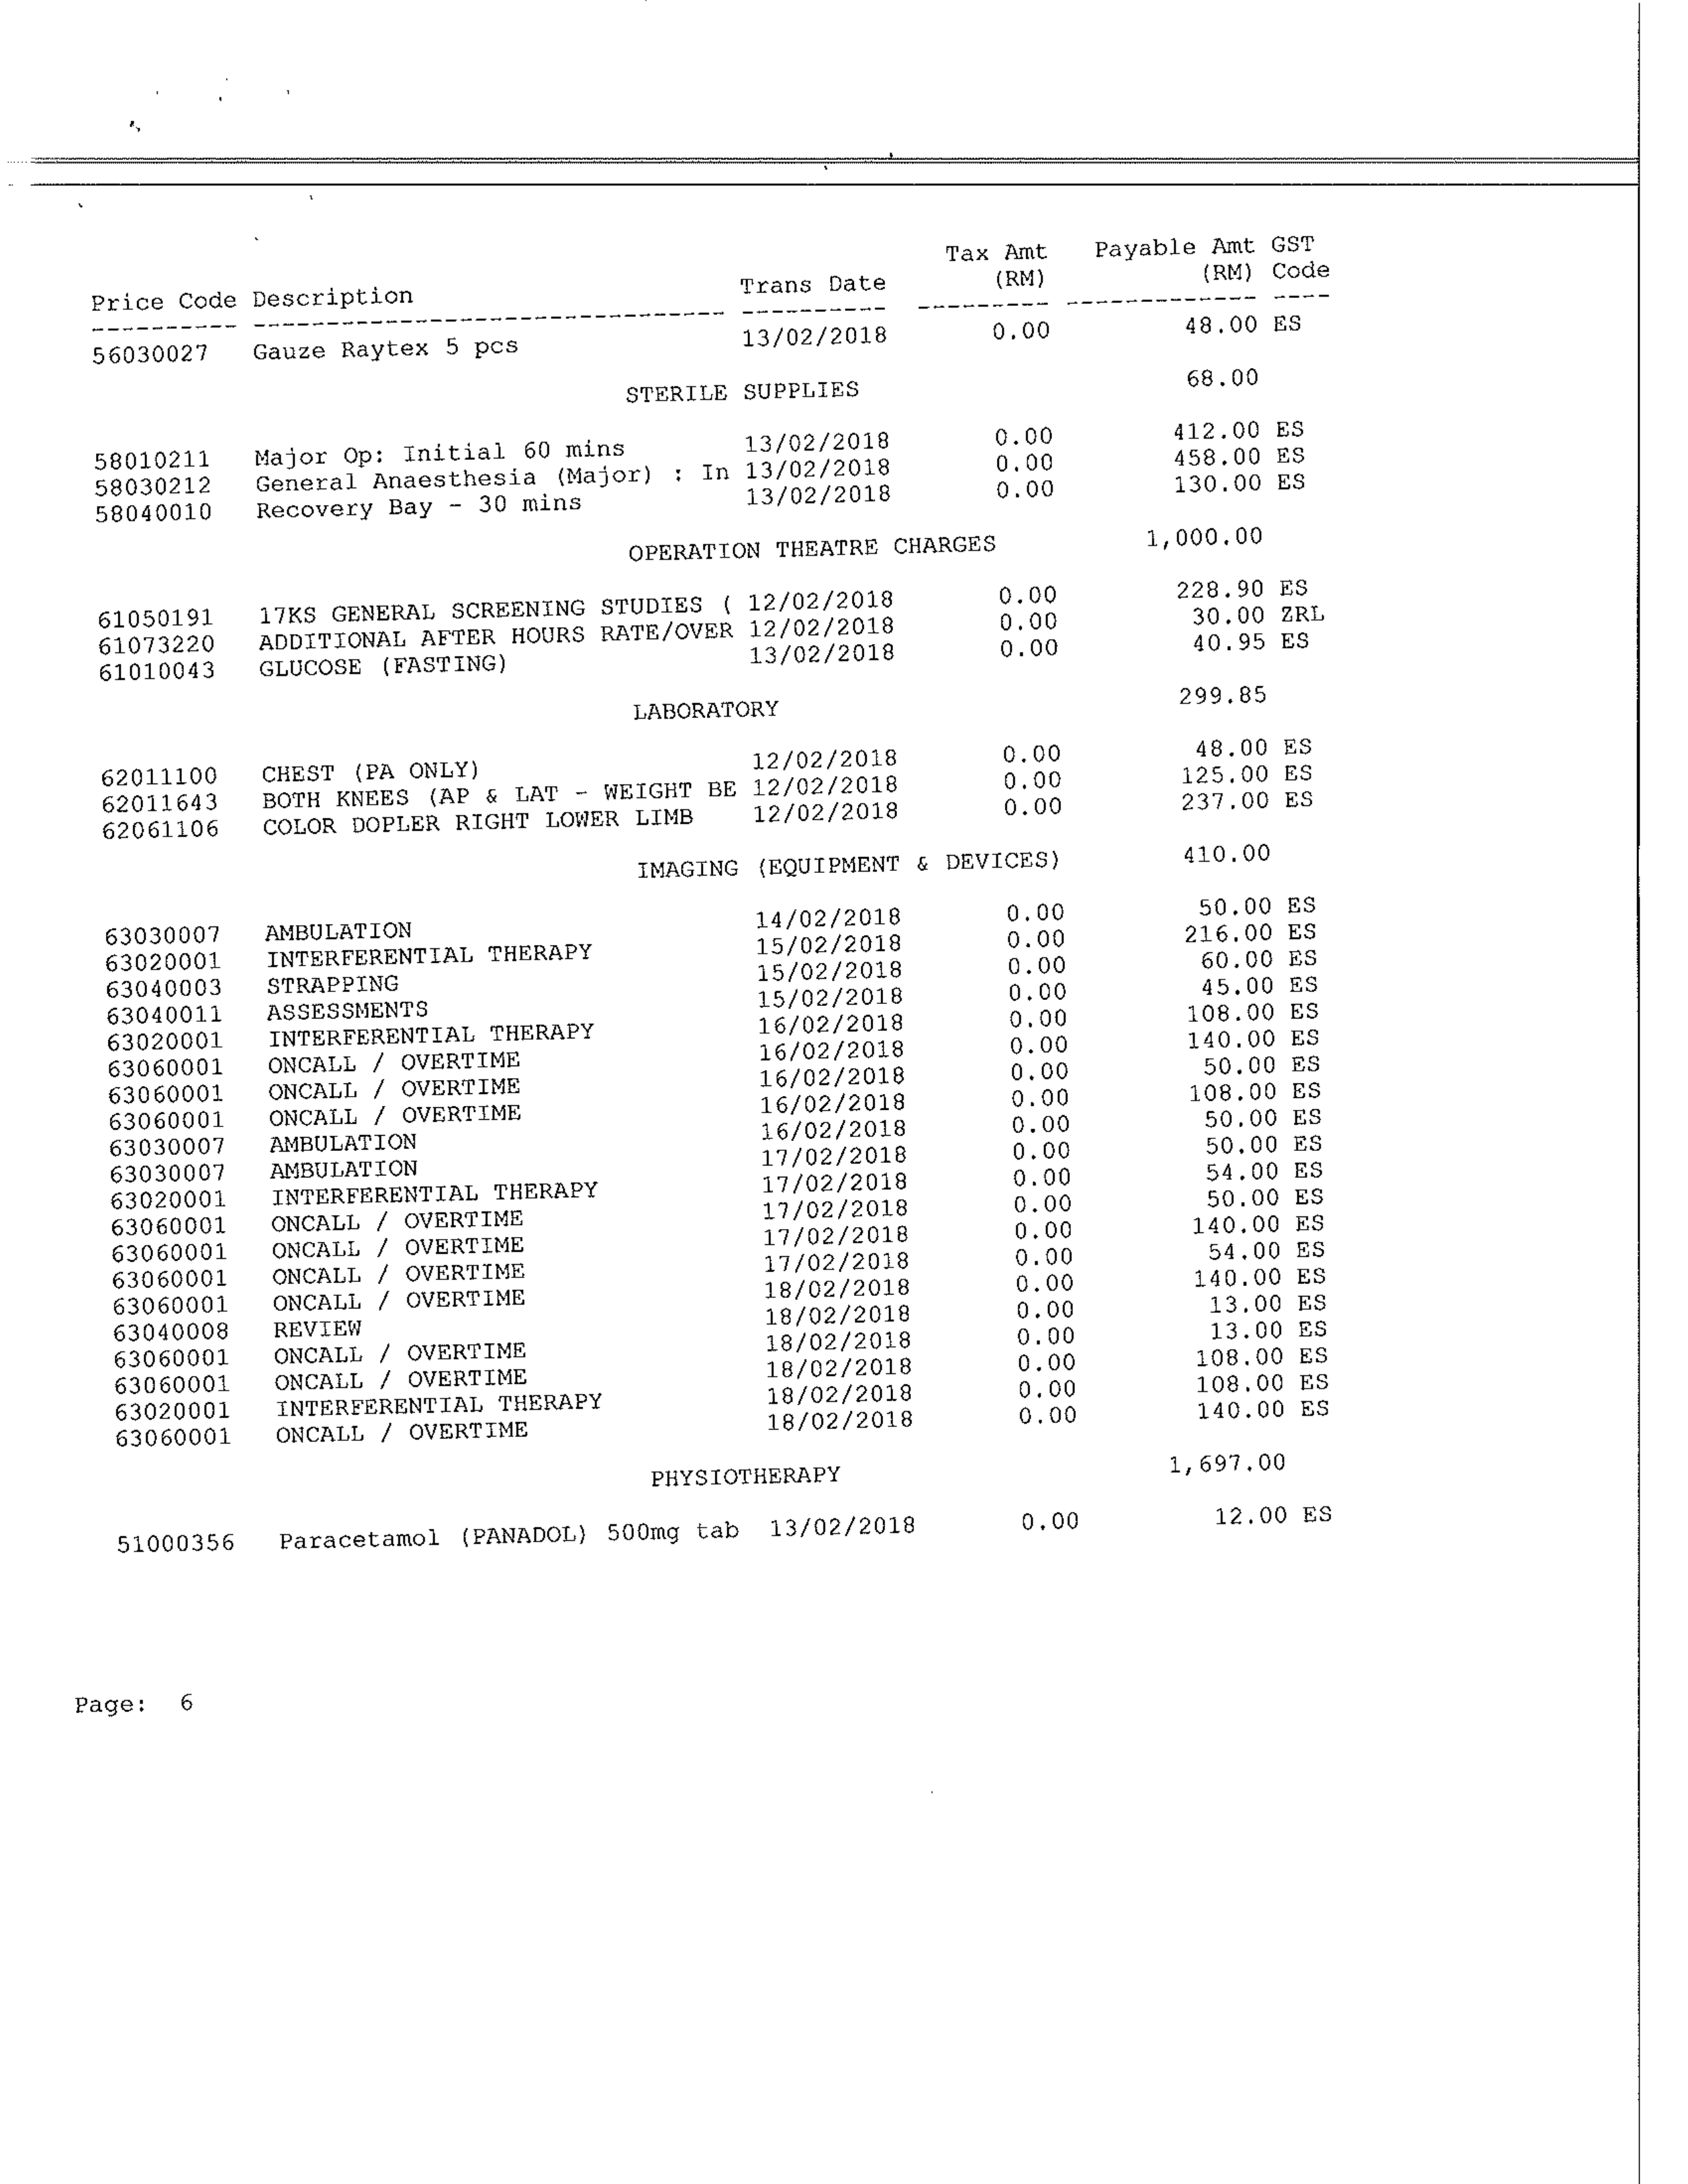 Tax Amt Payable Amt GST
Price Code Description Trans Date (RM) (RM) Code
---------- -------------------------------- ---------- --------- ------------- ----
56030027 Gauze Raytex 5 pcs 13/02/2018 0.00 48.00 ES
STERILE SUPPLIES 68.00
58010211 Major Op: Initial 60 mins 13/02/2018 0.00 412.00 ES
58030212 General Anaesthesia (Major) : In 13/02/2018 0.00 458.00 ES
58040010 Recovery Bay - 30 mins 13/02/2018 0.00 130.00 ES
OPERATION THEATRE CHARGES 1,000.00
61050191 17KS GENERAL SCREENING STUDIES ( 12/02/2018 0.00 228.90 ES
61073220 ADDITIONAL AFTER HOURS RATE/OVER 12/02/2018 0.00 30.00 ZRL
61010043 GLUCOSE (FASTING) 13/02/2018 0.00 40.95 ES
LABORATORY 299.85
62011100 CHEST (PA ONLY) 12/02/2018 0.00 48.00 ES
62011643 BOTH KNEES (AP & LAT - WEIGHT BE 12/02/2018 0.00 125.00 ES
62061106 COLOR DOPLER RIGHT LOWER LIMB 12/02/2018 0.00 237.00 ES
IMAGING (EQUIPMENT & DEVICES) 410.00
63030007 AMBULATION 14/02/2018 0.00 50.00 ES
63020001 INTERFERENTIAL THERAPY 15/02/2018 0.00 216.00 ES
63040003 STRAPPING 15/02/2018 0.00 60.00 ES
63040011 ASSESSMENTS 15/02/2018 0.00 45.00 ES
63020001 INTERFERENTIAL THERAPY 16/02/2018 0.00 108.00 ES
63060001 ONCALL / OVERTIME 16/02/2018 0.00 140.00 ES
63060001 ONCALL / OVERTIME 16/02/2018 0.00 50.00 ES
63060001 ONCALL / OVERTIME 16/02/2018 0.00 108.00 ES
63030007 AMBULATION 16/02/2018 0.00 50.00 ES
63030007 AMBULATION 17/02/2018 0.00 50.00 ES
63020001 INTERFERENTIAL THERAPY 17/02/2018 0.00 54.00 ES
63060001 ONCALL / OVERTIME 17/02/2018 0.00 50.00 ES
63060001 ONCALL / OVERTIME 17/02/2018 0.00 140.00 ES
63060001 ONCALL / OVERTIME 17/02/2018 0.00 54.00 ES
63060001 ONCALL / OVERTIME 18/02/2018 0.00 140.00 ES
63040008 REVIEW 18/02/2018 0.00 13.00 ES
63060001 ONCALL / OVERTIME 18/02/2018 0.00 13.00 ES
63060001 ONCALL / OVERTIME 18/02/2018 0.00 108.00 ES
63020001 INTERFERENTIAL THERAPY 18/02/2018 0.00 108.00 ES
63060001 ONCALL / OVERTIME 18/02/2018 0.00 140.00 ES
PHYSIOTHERAPY 1,697.00
51000356 Paracetamol (PANADOL) 500mg tab 13/02/2018 0.00 12.00 ES
Page: 6